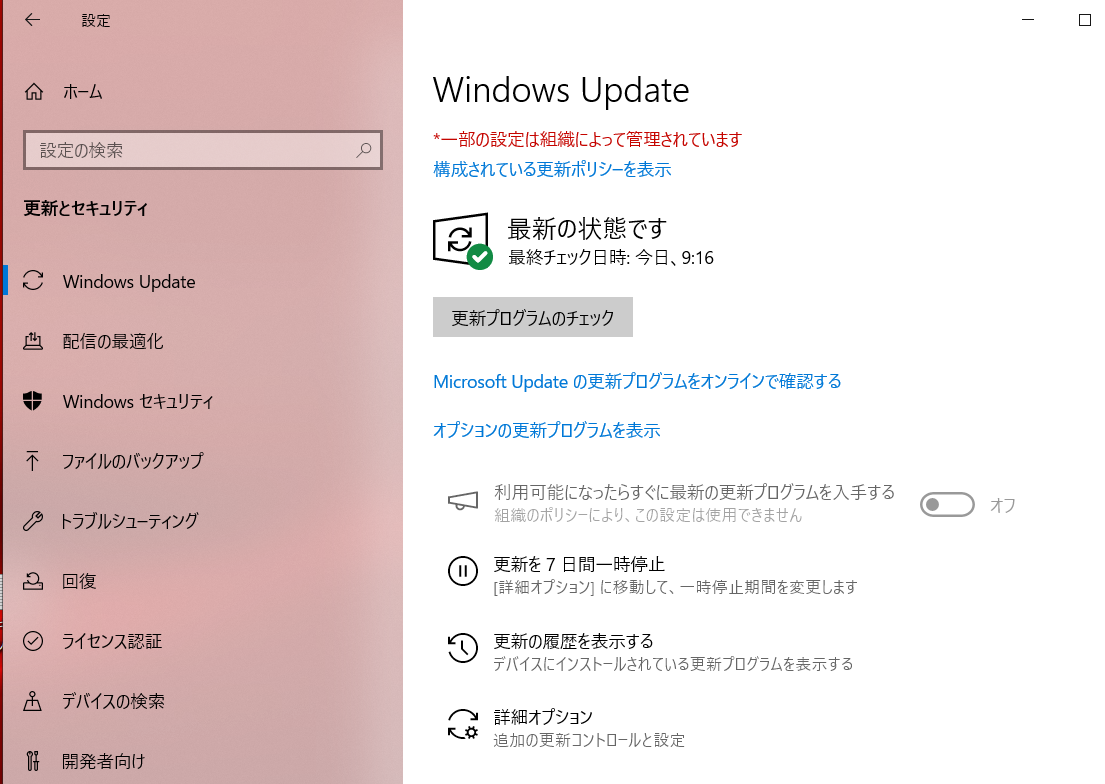 設定
ホーム
設定の検索
更新とセキュリティ
Windows Update
配信の最適化
Windows セキュリティ
ファイルのバックアップ
トラブルシューティング
回復
ライセンス認証
デバイスの検索
開発者向け
Windows Update
*一部の設定は組織によって管理されています
構成されている更新ポリシーを表示
最新の状態です
最終チェック日時: 今日、9:16
更新プログラムのチェック
Microsoft Update の更新プログラムをオンラインで確認する
オプションの更新プログラムを表示
利用可能になったらすぐに最新の更新プログラムを入手する
組織のポリシーにより、この設定は使用できません
オフ
更新を 7 日間一時停止
[詳細オプション] に移動して、一時停止期間を変更します
更新の履歴を表示する
デバイスにインストールされている更新プログラムを表示する
詳細オプション
追加の更新コントロールと設定